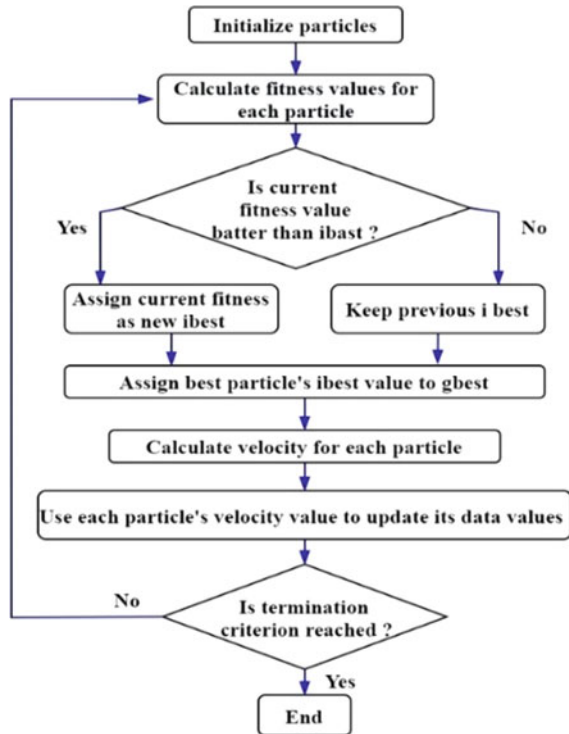 Initialize particles
Calculate fitness values for
each particle
Is current
fitness value
batter than ibast ?
Yes
No
Assign current fitness
as new ibest
Keep previous i best
Assign best particle's ibest value to gbest
Calculate velocity for each particle
Use each particle's velocity value to update its data values
No
Is termination
criterion reached ?
Yes
End